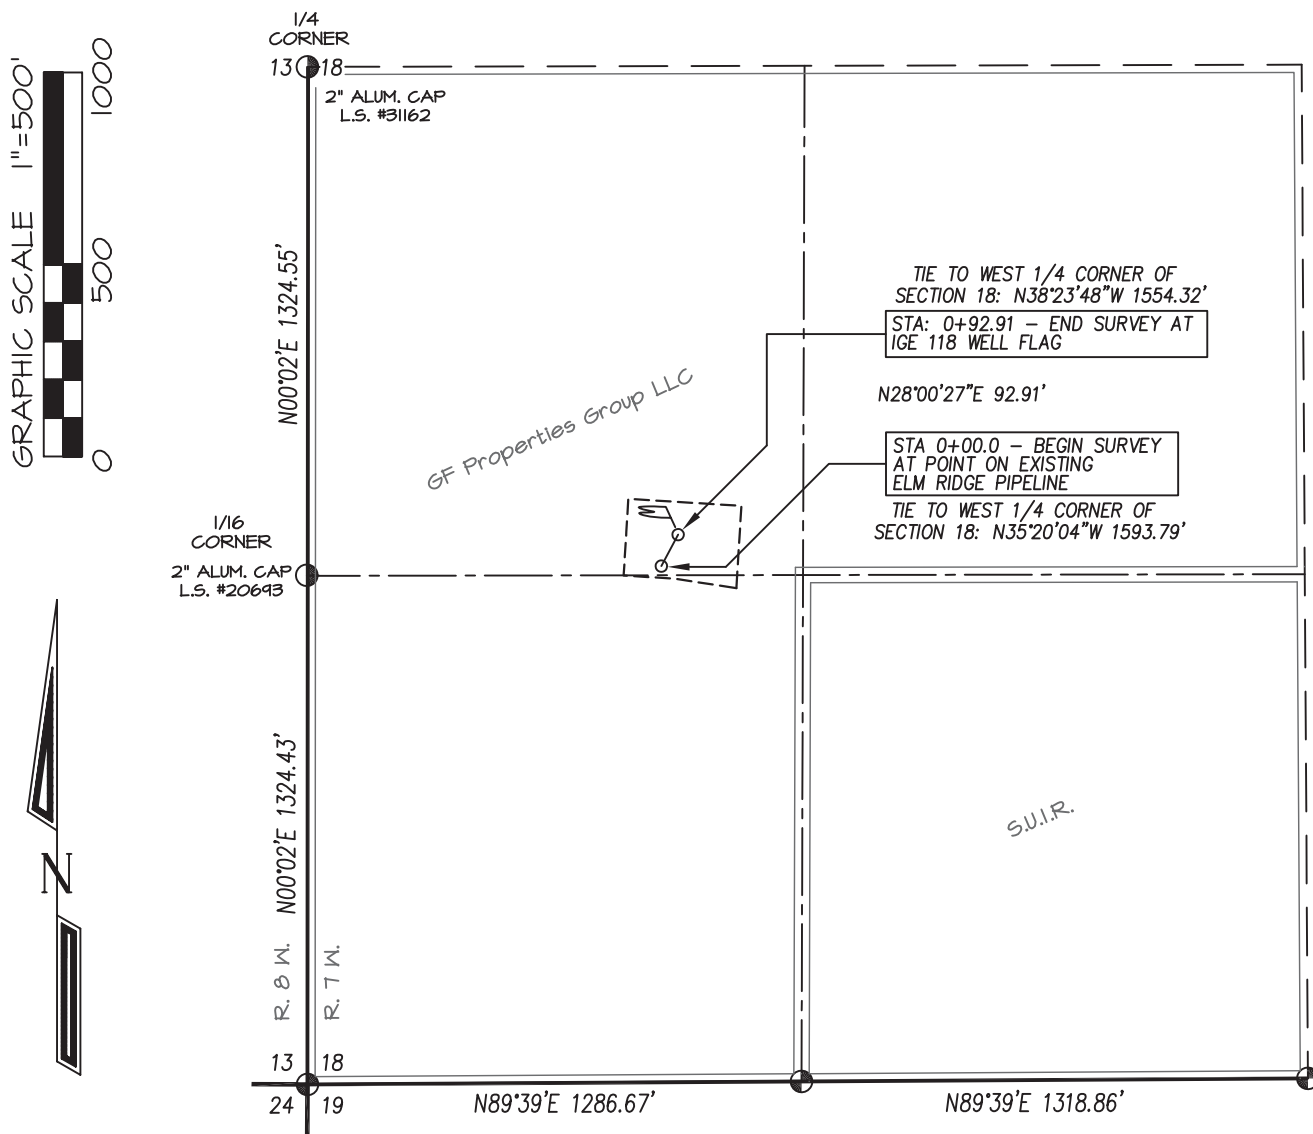 1/4
CORNER
13 18
2" ALUM. CAP
L.S. #31162
GRAPHIC SCALE 1"=500'
0
500
1000
N00°02'E 1324.55'
TIE TO WEST 1/4 CORNER OF
SECTION 18: N38°23'48"W 1554.32'
STA: 0+92.91 – END SURVEY AT
IGE 118 WELL FLAG
N28°00'27"E 92.91'
GF Properties Group LLC
STA 0+00.0 – BEGIN SURVEY
AT POINT ON EXISTING
ELM RIDGE PIPELINE
TIE TO WEST 1/4 CORNER OF
SECTION 18: N35°20'04"W 1593.79'
1/16
CORNER
2" ALUM. CAP
L.S. #20693
N00°02'E 1324.43'
S.U.I.R.
N
R. 8 W.
R. 7 W.
13 18
24 19
N89°39'E 1286.67'
N89°39'E 1318.86'